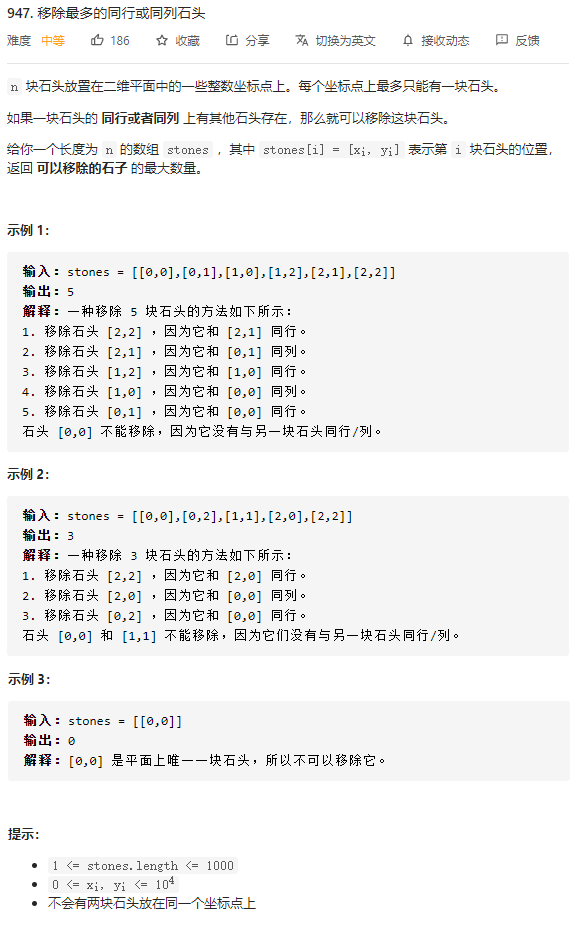 947. 移除最多的同行或同列石头
难度 中等 186 收藏 分享 切换为英文 接收动态 反馈
n 块石头放置在二维平面中的一些整数坐标点上。每个坐标点上最多只能有一块石头。
如果一块石头的 同行或者同列 上有其他石头存在，那么就可以移除这块石头。
给你一个长度为 n 的数组 stones ，其中 stones[i] = [xi, yi] 表示第 i 块石头的位置，
返回 可以移除的石子 的最大数量。
示例 1：
输入：stones = [[0,0],[0,1],[1,0],[1,2],[2,1],[2,2]]
输出：5
解释：一种移除 5 块石头的方法如下所示：
1. 移除石头 [2,2] ，因为它和 [2,1] 同行。
2. 移除石头 [2,1] ，因为它和 [0,1] 同列。
3. 移除石头 [1,2] ，因为它和 [1,0] 同行。
4. 移除石头 [1,0] ，因为它和 [0,0] 同列。
5. 移除石头 [0,1] ，因为它和 [0,0] 同行。
石头 [0,0] 不能移除，因为它没有与另一块石头同行/列。
示例 2：
输入：stones = [[0,0],[0,2],[1,1],[2,0],[2,2]]
输出：3
解释：一种移除 3 块石头的方法如下所示：
1. 移除石头 [2,2] ，因为它和 [2,0] 同行。
2. 移除石头 [2,0] ，因为它和 [0,0] 同列。
3. 移除石头 [0,2] ，因为它和 [0,0] 同行。
石头 [0,0] 和 [1,1] 不能移除，因为它们没有与另一块石头同行/列。
示例 3：
输入：stones = [[0,0]]
输出：0
解释：[0,0] 是平面上唯一一块石头，所以不可以移除它。
提示：
• 1 <= stones.length <= 1000
• 0 <= xi, yi <= 10⁴
• 不会有两块石头放在同一个坐标点上